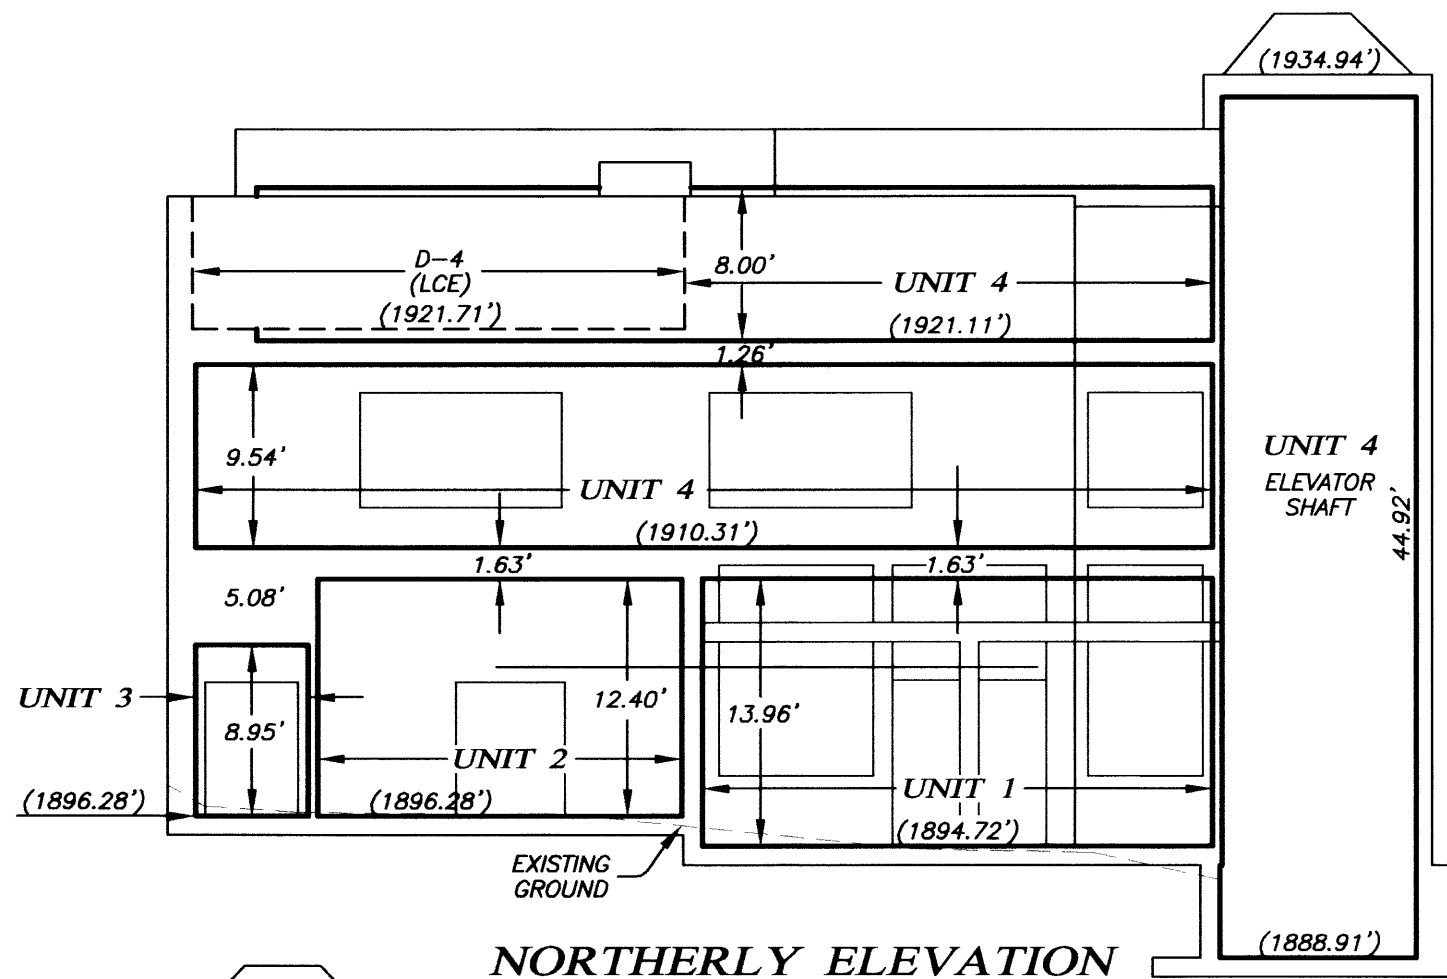 (1934.94')
D-4
(LCE)
(1921.71')
8.00'
UNIT 4
(1921.11')
1.26'
9.54'
UNIT 4
(1910.31')
UNIT 4
ELEVATOR
SHAFT
44.92'
1.63'
1.63'
5.08'
UNIT 3
8.95'
12.40'
13.96'
UNIT 2
UNIT 1
(1896.28')
(1896.28')
(1894.72')
EXISTING
GROUND
(1888.91')
NORTHERLY ELEVATION